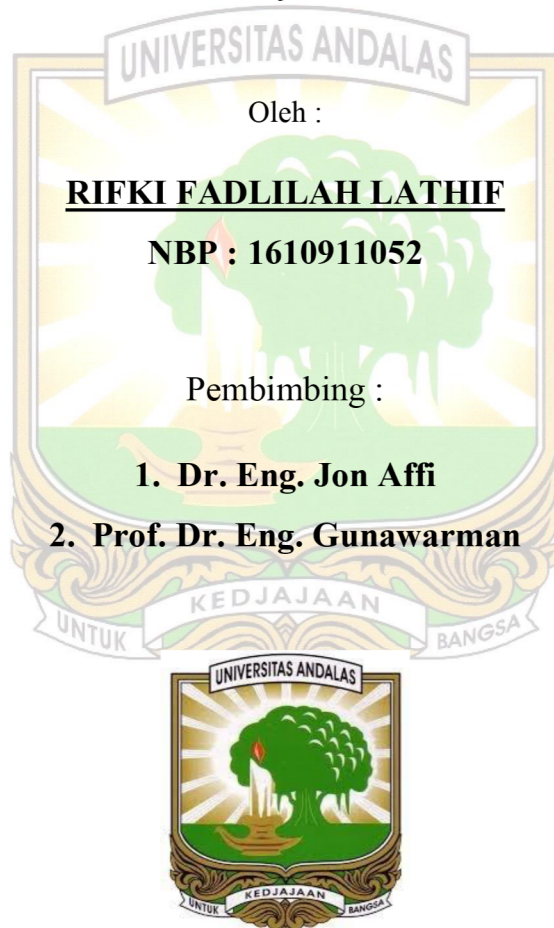 UNIVERSITAS ANDALAS
Oleh :
RIFKI FADLILAH LATHIF
NBP : 1610911052
Pembimbing :
1. Dr. Eng. Jon Affi
2. Prof. Dr. Eng. Gunawarman
KEDJAJAAN
UNTUK BANGSA
UNIVERSITAS ANDALAS
KEDJAJAAN
UNTUK BANGSA